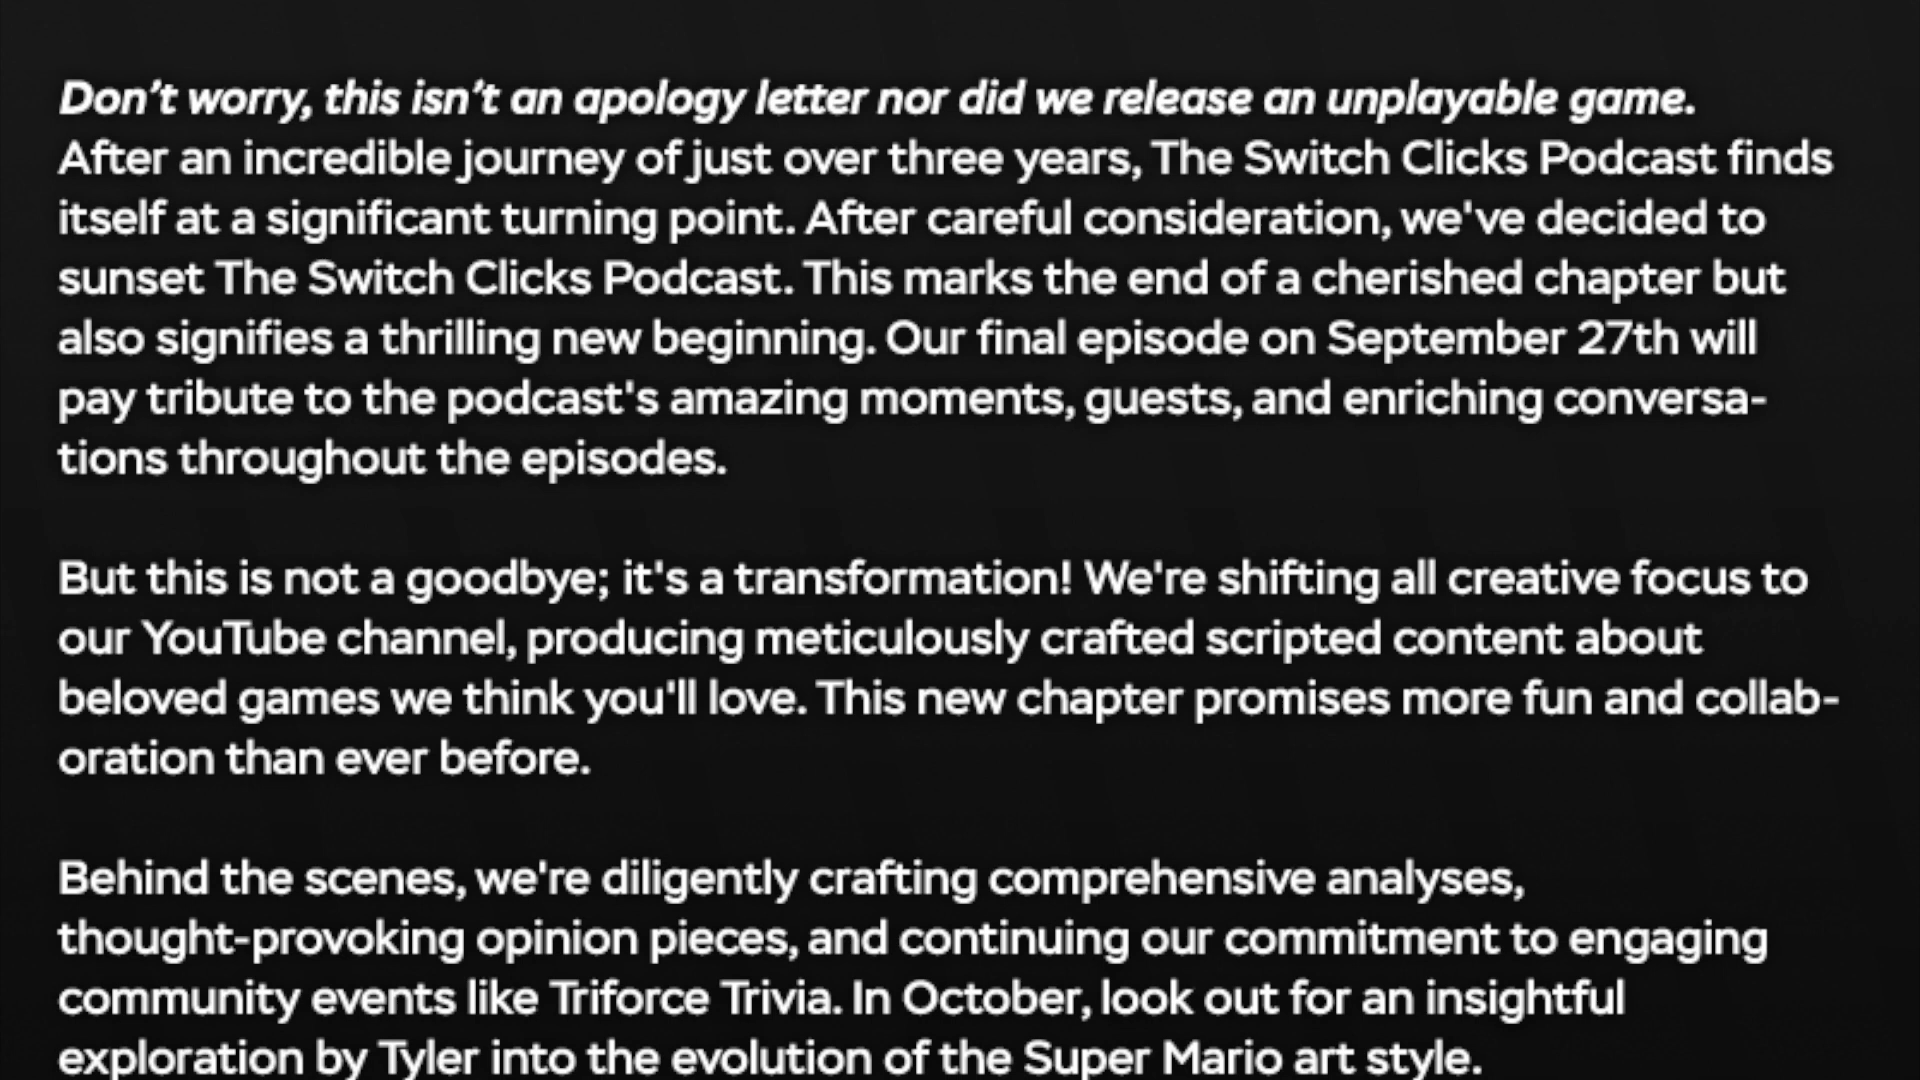 Don’t worry, this isn’t an apology letter nor did we release an unplayable game.
After an incredible journey of just over three years, The Switch Clicks Podcast finds
itself at a significant turning point. After careful consideration, we've decided to
sunset The Switch Clicks Podcast. This marks the end of a cherished chapter but
also signifies a thrilling new beginning. Our final episode on September 27th will
pay tribute to the podcast's amazing moments, guests, and enriching conversa-
tions throughout the episodes.
But this is not a goodbye; it's a transformation! We're shifting all creative focus to
our YouTube channel, producing meticulously crafted scripted content about
beloved games we think you'll love. This new chapter promises more fun and collab-
oration than ever before.
Behind the scenes, we're diligently crafting comprehensive analyses,
thought-provoking opinion pieces, and continuing our commitment to engaging
community events like Triforce Trivia. In October, look out for an insightful
exploration by Tyler into the evolution of the Super Mario art style.